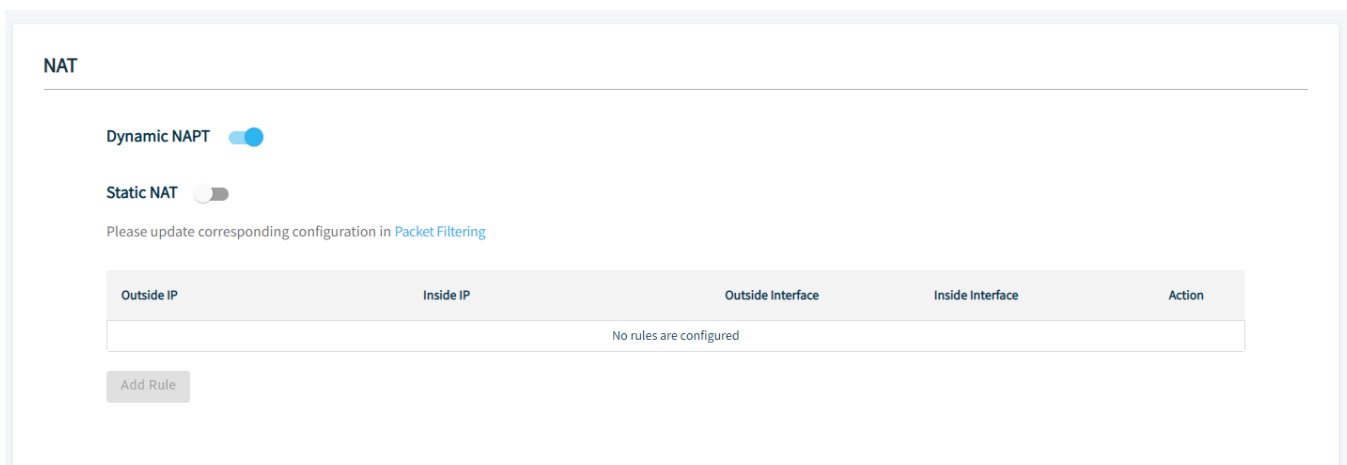 NAT
Dynamic NAPT
Static NAT
Please update corresponding configuration in Packet Filtering
Outside IP Inside IP Outside Interface Inside Interface Action
No rules are configured
Add Rule